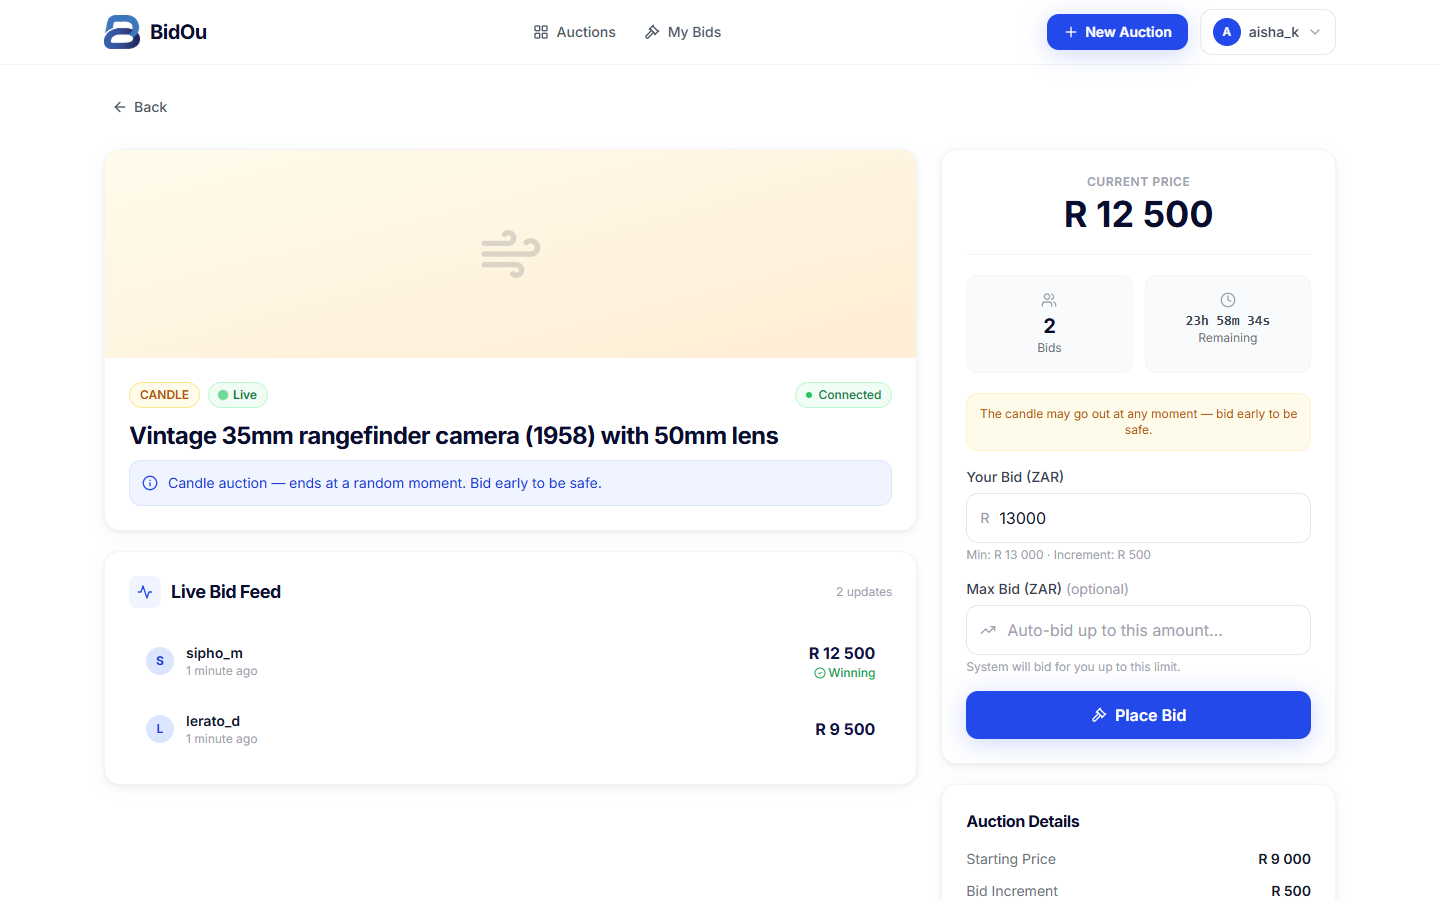 BidOu
Auctions
My Bids
New Auction
A
aisha_k
Back
CANDLE
Live
Connected
Vintage 35mm rangefinder camera (1958) with 50mm lens
Candle auction — ends at a random moment. Bid early to be safe.
Live Bid Feed
2 updates
S
sipho_m
1 minute ago
R 12 500
Winning
L
lerato_d
1 minute ago
R 9 500
CURRENT PRICE
R 12 500
2
Bids
23h 58m 34s
Remaining
The candle may go out at any moment — bid early to be
safe.
Your Bid (ZAR)
R 13000
Min: R 13 000 · Increment: R 500
Max Bid (ZAR) (optional)
Auto-bid up to this amount...
System will bid for you up to this limit.
Place Bid
Auction Details
Starting Price R 9 000
Bid Increment R 500